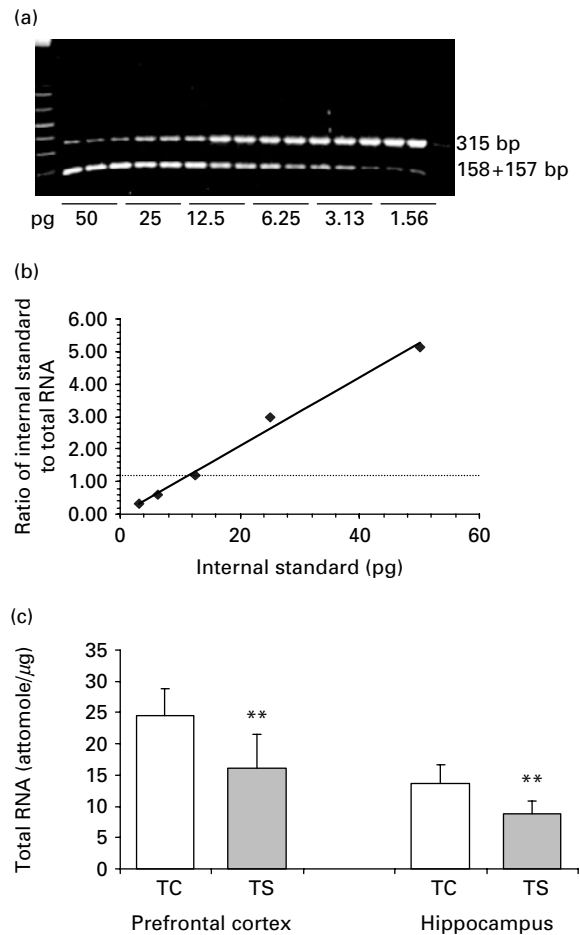 (a)
315 bp
158+157 bp
pg 50 25 12.5 6.25 3.13 1.56
(b)
Ratio of internal standard
to total RNA
6.00
5.00
4.00
3.00
2.00
1.00
0.00
0 20 40 60
Internal standard (pg)
(c)
Total RNA (attomole/μg)
35
30
25
20
15
10
5
0
**
**
TC TS TC TS
Prefrontal cortex Hippocampus